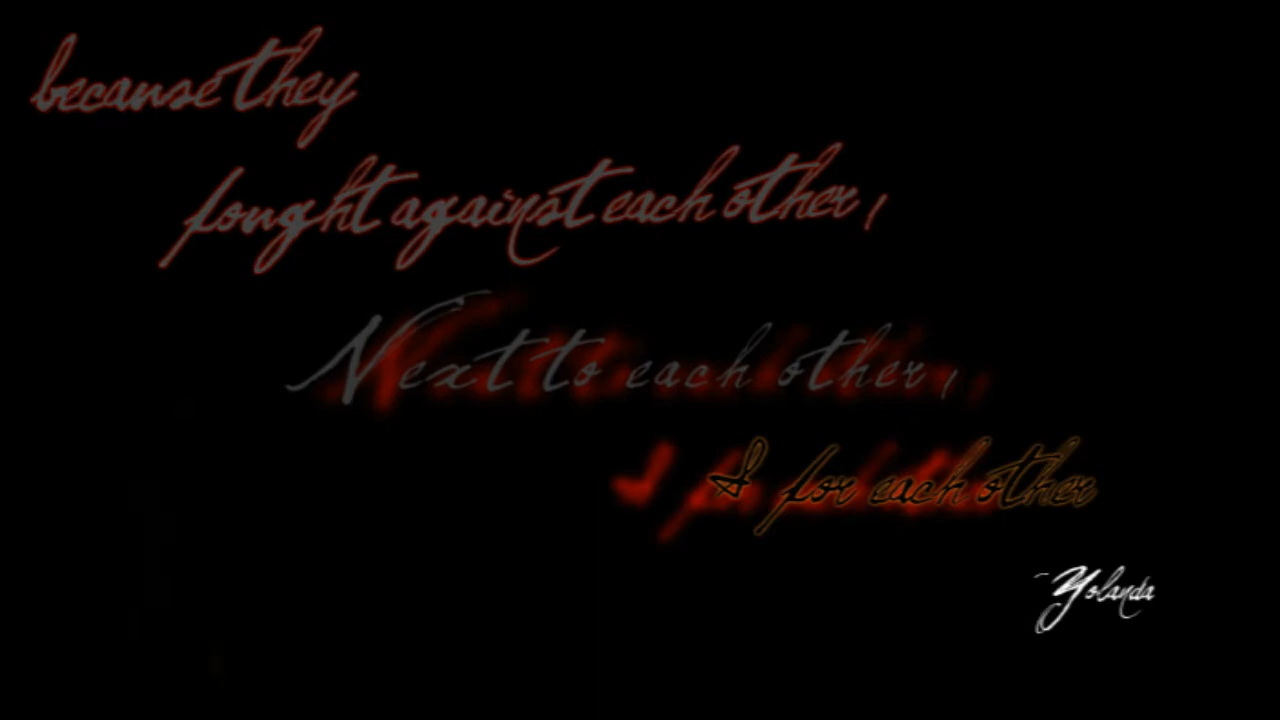 because they
fought against each other,
Next to each other,
& for each other
~Yolanda